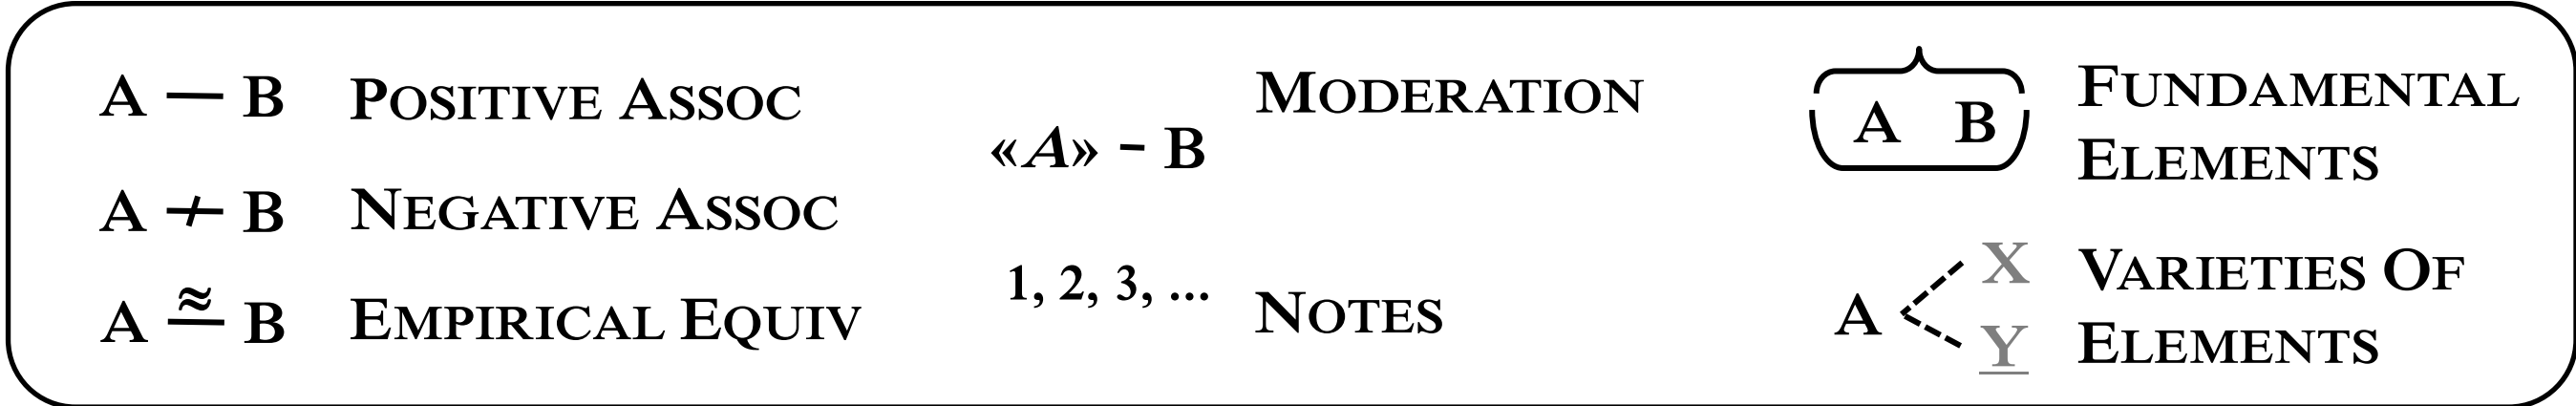 A — B POSITIVE ASSOC
A ⌿ B NEGATIVE ASSOC
A ≈ B EMPIRICAL EQUIV
«A» – B MODERATION
1, 2, 3, ... NOTES
A B FUNDAMENTAL
ELEMENTS
X VARIETIES OF
A
Y ELEMENTS